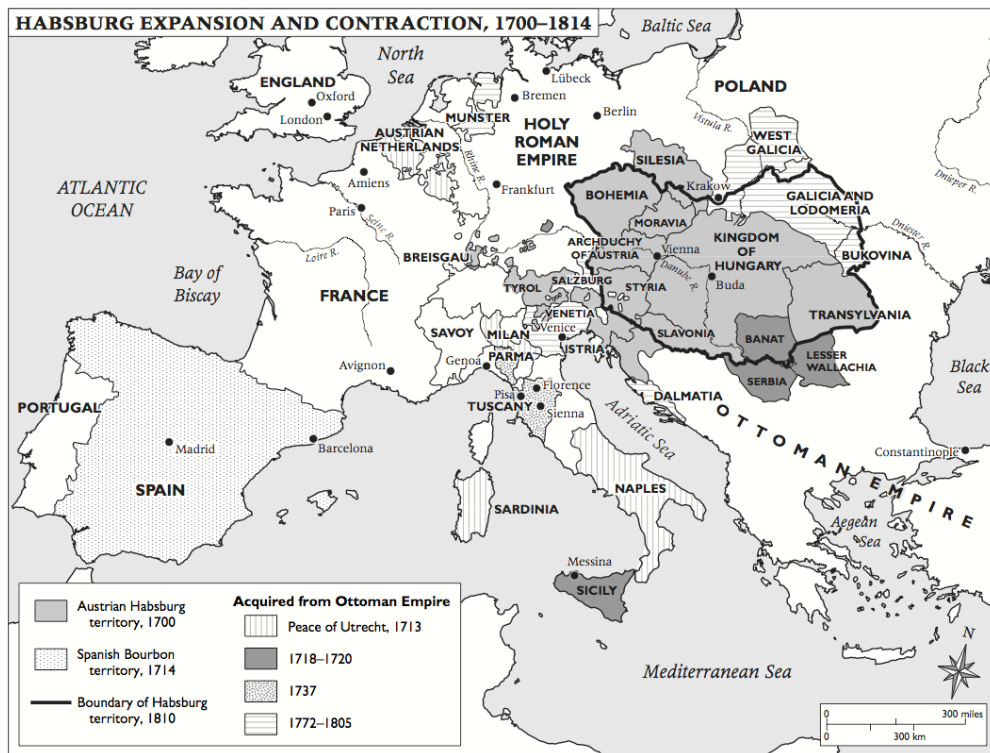 HABSBURG EXPANSION AND CONTRACTION, 1700–1814
Baltic Sea
North
Sea
ENGLAND
Oxford
London
Lübeck
Bremen
Berlin
POLAND
Vistula R.
MUNSTER
HOLY
ROMAN
EMPIRE
AUSTRIAN
NETHERLANDS
Rhine R.
WEST
GALICIA
SILESIA
Krakow
Dnieper R.
ATLANTIC
OCEAN
Amiens
Frankfurt
BOHEMIA
GALICIA AND
LODOMERIA
Paris
Seine R.
MORAVIA
Dniester R.
Loire R.
BREISGAU
ARCHDUCHY
OF AUSTRIA
Vienna
KINGDOM
OF
HUNGARY
BUKOVINA
Bay of
Biscay
FRANCE
TYROL
SALZBURG
STYRIA
Danube R.
Buda
TRANSYLVANIA
SAVOY
MILAN
VENETIA
Venice
SLAVONIA
BANAT
PARMA
ISTRIA
LESSER
WALLACHIA
Avignon
Genoa
SERBIA
Black
Sea
Florence
Pisa
TUSCANY
Sienna
DALMATIA
PORTUGAL
Madrid
Barcelona
Adriatic Sea
OTTOMAN EMPIRE
Constantinople
SPAIN
NAPLES
SARDINIA
Aegean
Sea
Messina
SICILY
Mediterranean Sea
N
Austrian Habsburg
territory, 1700
Spanish Bourbon
territory, 1714
Boundary of Habsburg
territory, 1810
Acquired from Ottoman Empire
Peace of Utrecht, 1713
1718–1720
1737
1772–1805
0 300 miles
0 300 km